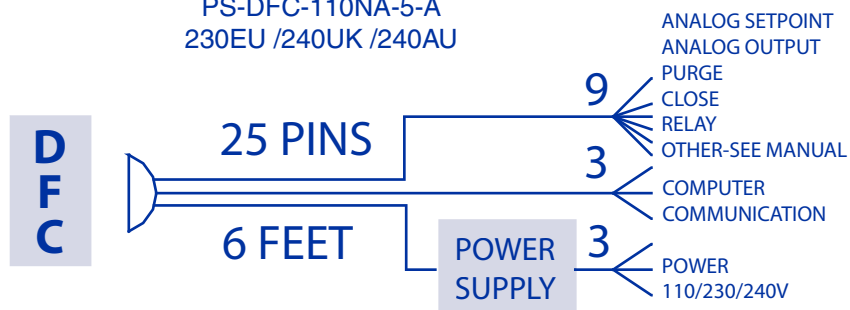 PS-DFC-110NA-5-A
230EU /240UK /240AU
ANALOG SETPOINT
ANALOG OUTPUT
PURGE
CLOSE
RELAY
OTHER-SEE MANUAL
9
25 PINS
DFC
3
COMPUTER
COMMUNICATION
6 FEET
POWER
SUPPLY
3
POWER
110/230/240V